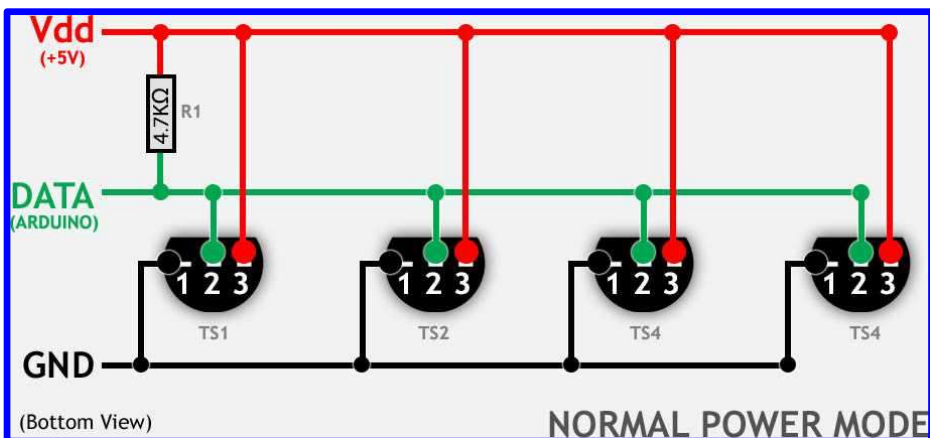 Vdd
(+5V)
4.7KΩ
R1
DATA
(ARDUINO)
1 2 3
1 2 3
1 2 3
1 2 3
TS1
TS2
TS4
TS4
GND
(Bottom View)
NORMAL POWER MODE